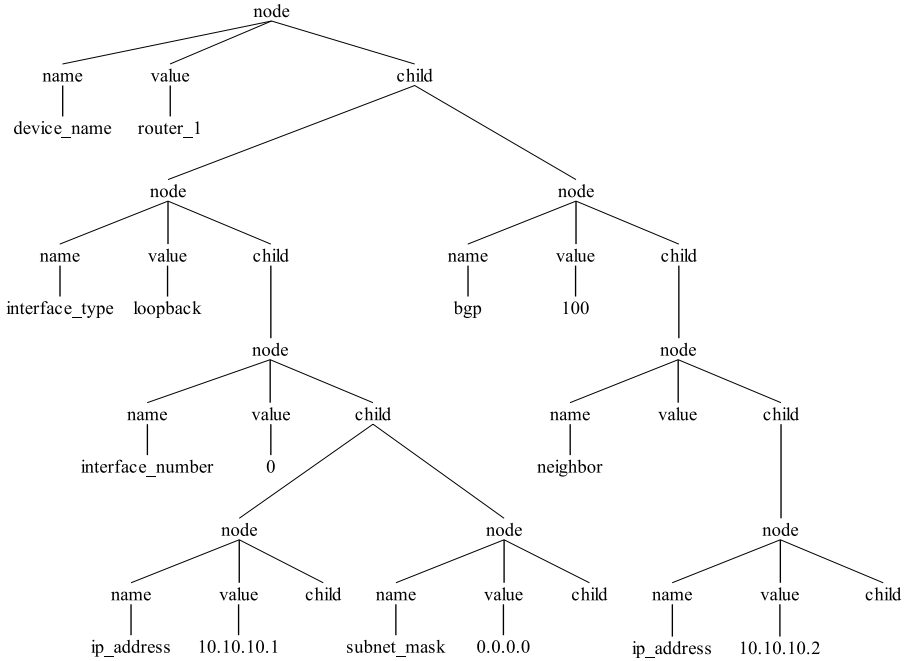 node
name value child
device_name router_1
node node
name value child name value child
interface_type loopback bgp 100
node node
name value child name value child
interface_number 0 neighbor
node node node
name value child name value child name value child
ip_address 10.10.10.1 subnet_mask 0.0.0.0 ip_address 10.10.10.2